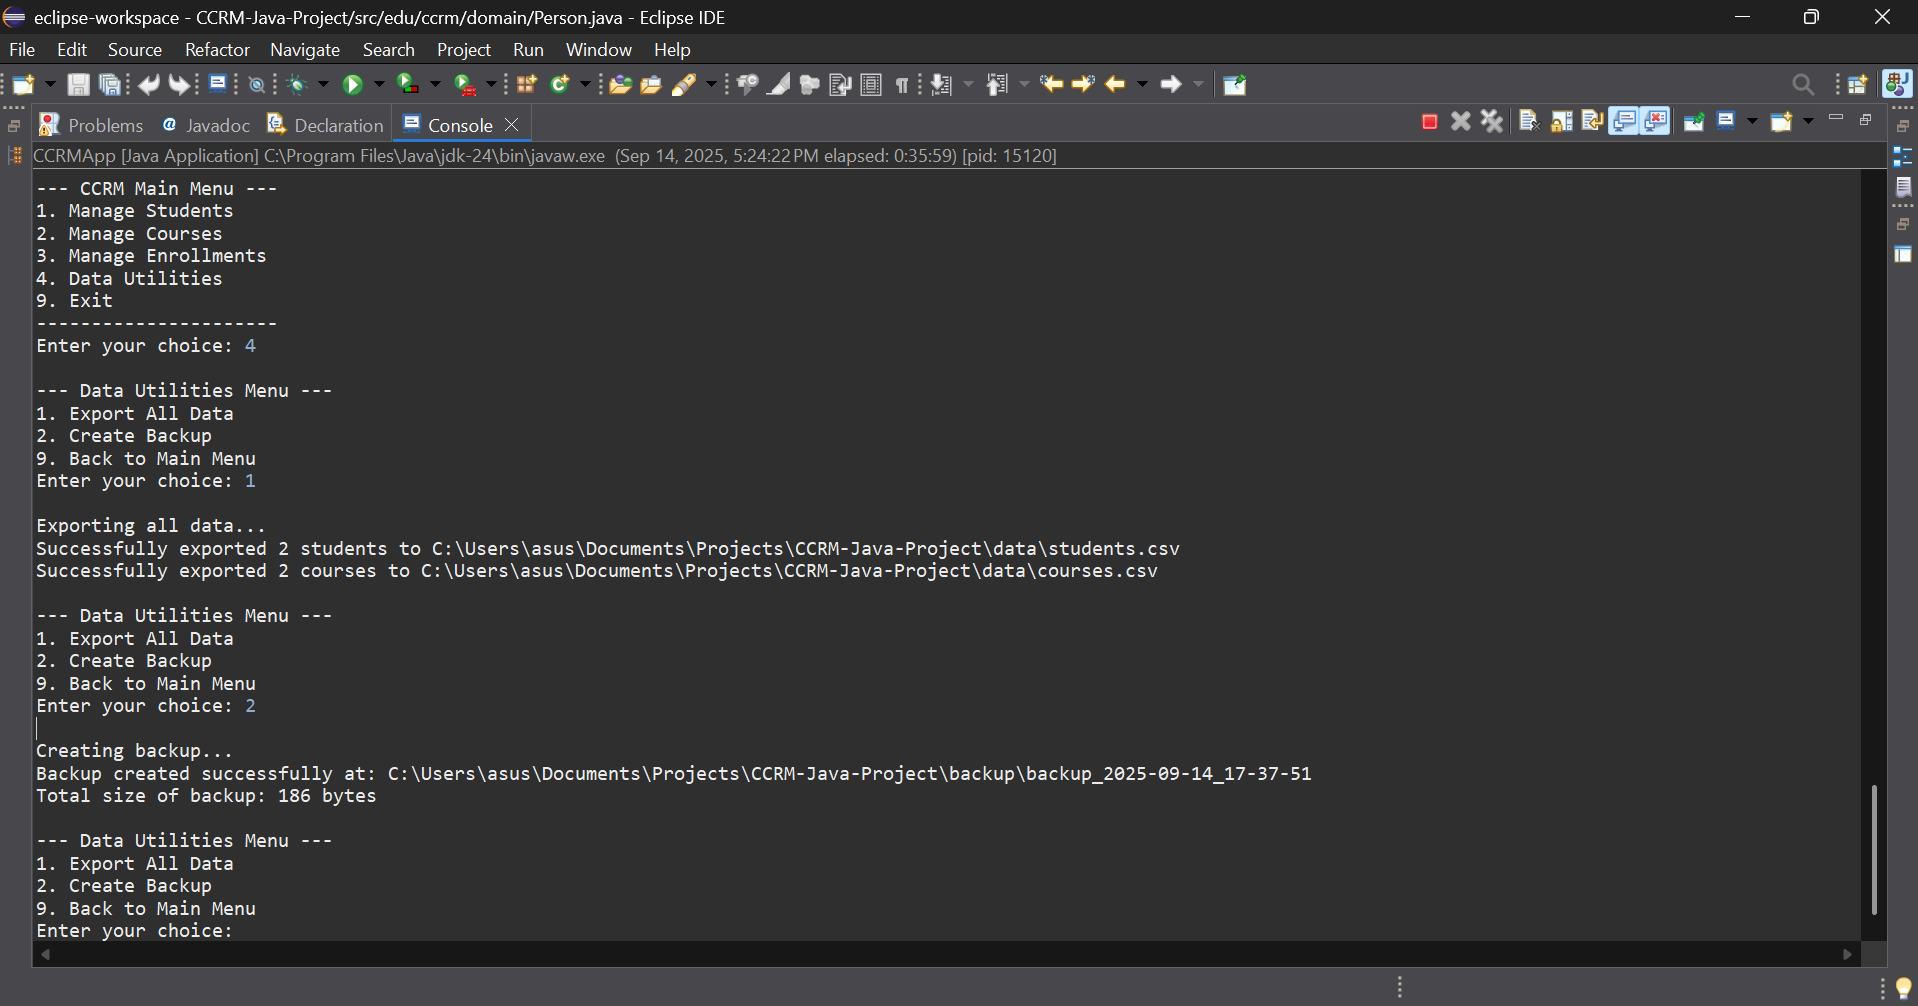 eclipse-workspace - CCRM-Java-Project/src/edu/ccrm/domain/Person.java - Eclipse IDE
File Edit Source Refactor Navigate Search Project Run Window Help
Problems @ Javadoc Declaration Console
CCRMApp [Java Application] C:\Program Files\Java\jdk-24\bin\javaw.exe (Sep 14, 2025, 5:24:22 PM elapsed: 0:35:59) [pid: 15120]
--- CCRM Main Menu ---
1. Manage Students
2. Manage Courses
3. Manage Enrollments
4. Data Utilities
9. Exit
----------------------
Enter your choice: 4
--- Data Utilities Menu ---
1. Export All Data
2. Create Backup
9. Back to Main Menu
Enter your choice: 1
Exporting all data...
Successfully exported 2 students to C:\Users\asus\Documents\Projects\CCRM-Java-Project\data\students.csv
Successfully exported 2 courses to C:\Users\asus\Documents\Projects\CCRM-Java-Project\data\courses.csv
--- Data Utilities Menu ---
1. Export All Data
2. Create Backup
9. Back to Main Menu
Enter your choice: 2
Creating backup...
Backup created successfully at: C:\Users\asus\Documents\Projects\CCRM-Java-Project\backup\backup_2025-09-14_17-37-51
Total size of backup: 186 bytes
--- Data Utilities Menu ---
1. Export All Data
2. Create Backup
9. Back to Main Menu
Enter your choice: